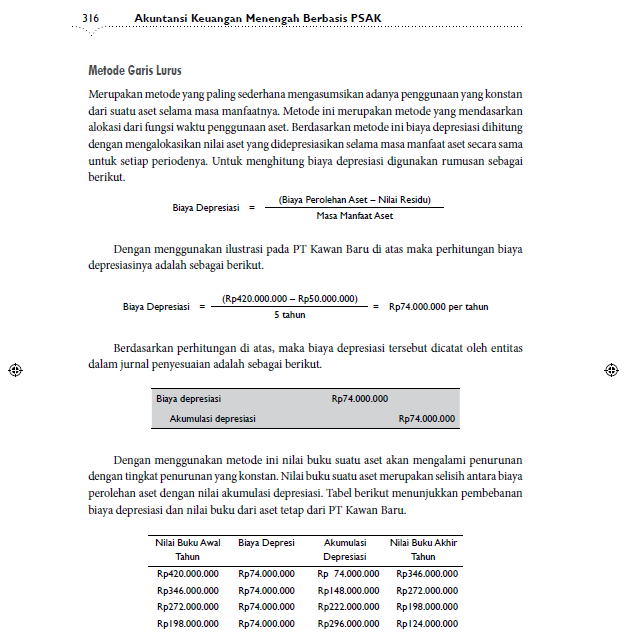 316 Akuntansi Keuangan Menengah Berbasis PSAK
Metode Garis Lurus
Merupakan metode yang paling sederhana mengasumsikan adanya penggunaan yang konstan
dari suatu aset selama masa manfaatnya. Metode ini merupakan metode yang mendasarkan
alokasi dari fungsi waktu penggunaan aset. Berdasarkan metode ini biaya depresiasi dihitung
dengan mengalokasikan nilai aset yang didepresiasikan selama masa manfaat aset secara sama
untuk setiap periodenya. Untuk menghitung biaya depresiasi digunakan rumusan sebagai
berikut.
(Biaya Perolehan Aset – Nilai Residu)
Biaya Depresiasi =
Masa Manfaat Aset
Dengan menggunakan ilustrasi pada PT Kawan Baru di atas maka perhitungan biaya
depresiasinya adalah sebagai berikut.
(Rp420.000.000 – Rp50.000.000)
Biaya Depresiasi = = Rp74.000.000 per tahun
5 tahun
Berdasarkan perhitungan di atas, maka biaya depresiasi tersebut dicatat oleh entitas
dalam jurnal penyesuaian adalah sebagai berikut.
Biaya depresiasi Rp74.000.000
Akumulasi depresiasi Rp74.000.000
Dengan menggunakan metode ini nilai buku suatu aset akan mengalami penurunan
dengan tingkat penurunan yang konstan. Nilai buku suatu aset merupakan selisih antara biaya
perolehan aset dengan nilai akumulasi depresiasi. Tabel berikut menunjukkan pembebanan
biaya depresiasi dan nilai buku dari aset tetap dari PT Kawan Baru.
Nilai Buku Awal Biaya Depresi Akumulasi Nilai Buku Akhir
Tahun Depresiasi Tahun
Rp420.000.000 Rp74.000.000 Rp 74.000.000 Rp346.000.000
Rp346.000.000 Rp74.000.000 Rp148.000.000 Rp272.000.000
Rp272.000.000 Rp74.000.000 Rp222.000.000 Rp198.000.000
Rp198.000.000 Rp74.000.000 Rp296.000.000 Rp124.000.000